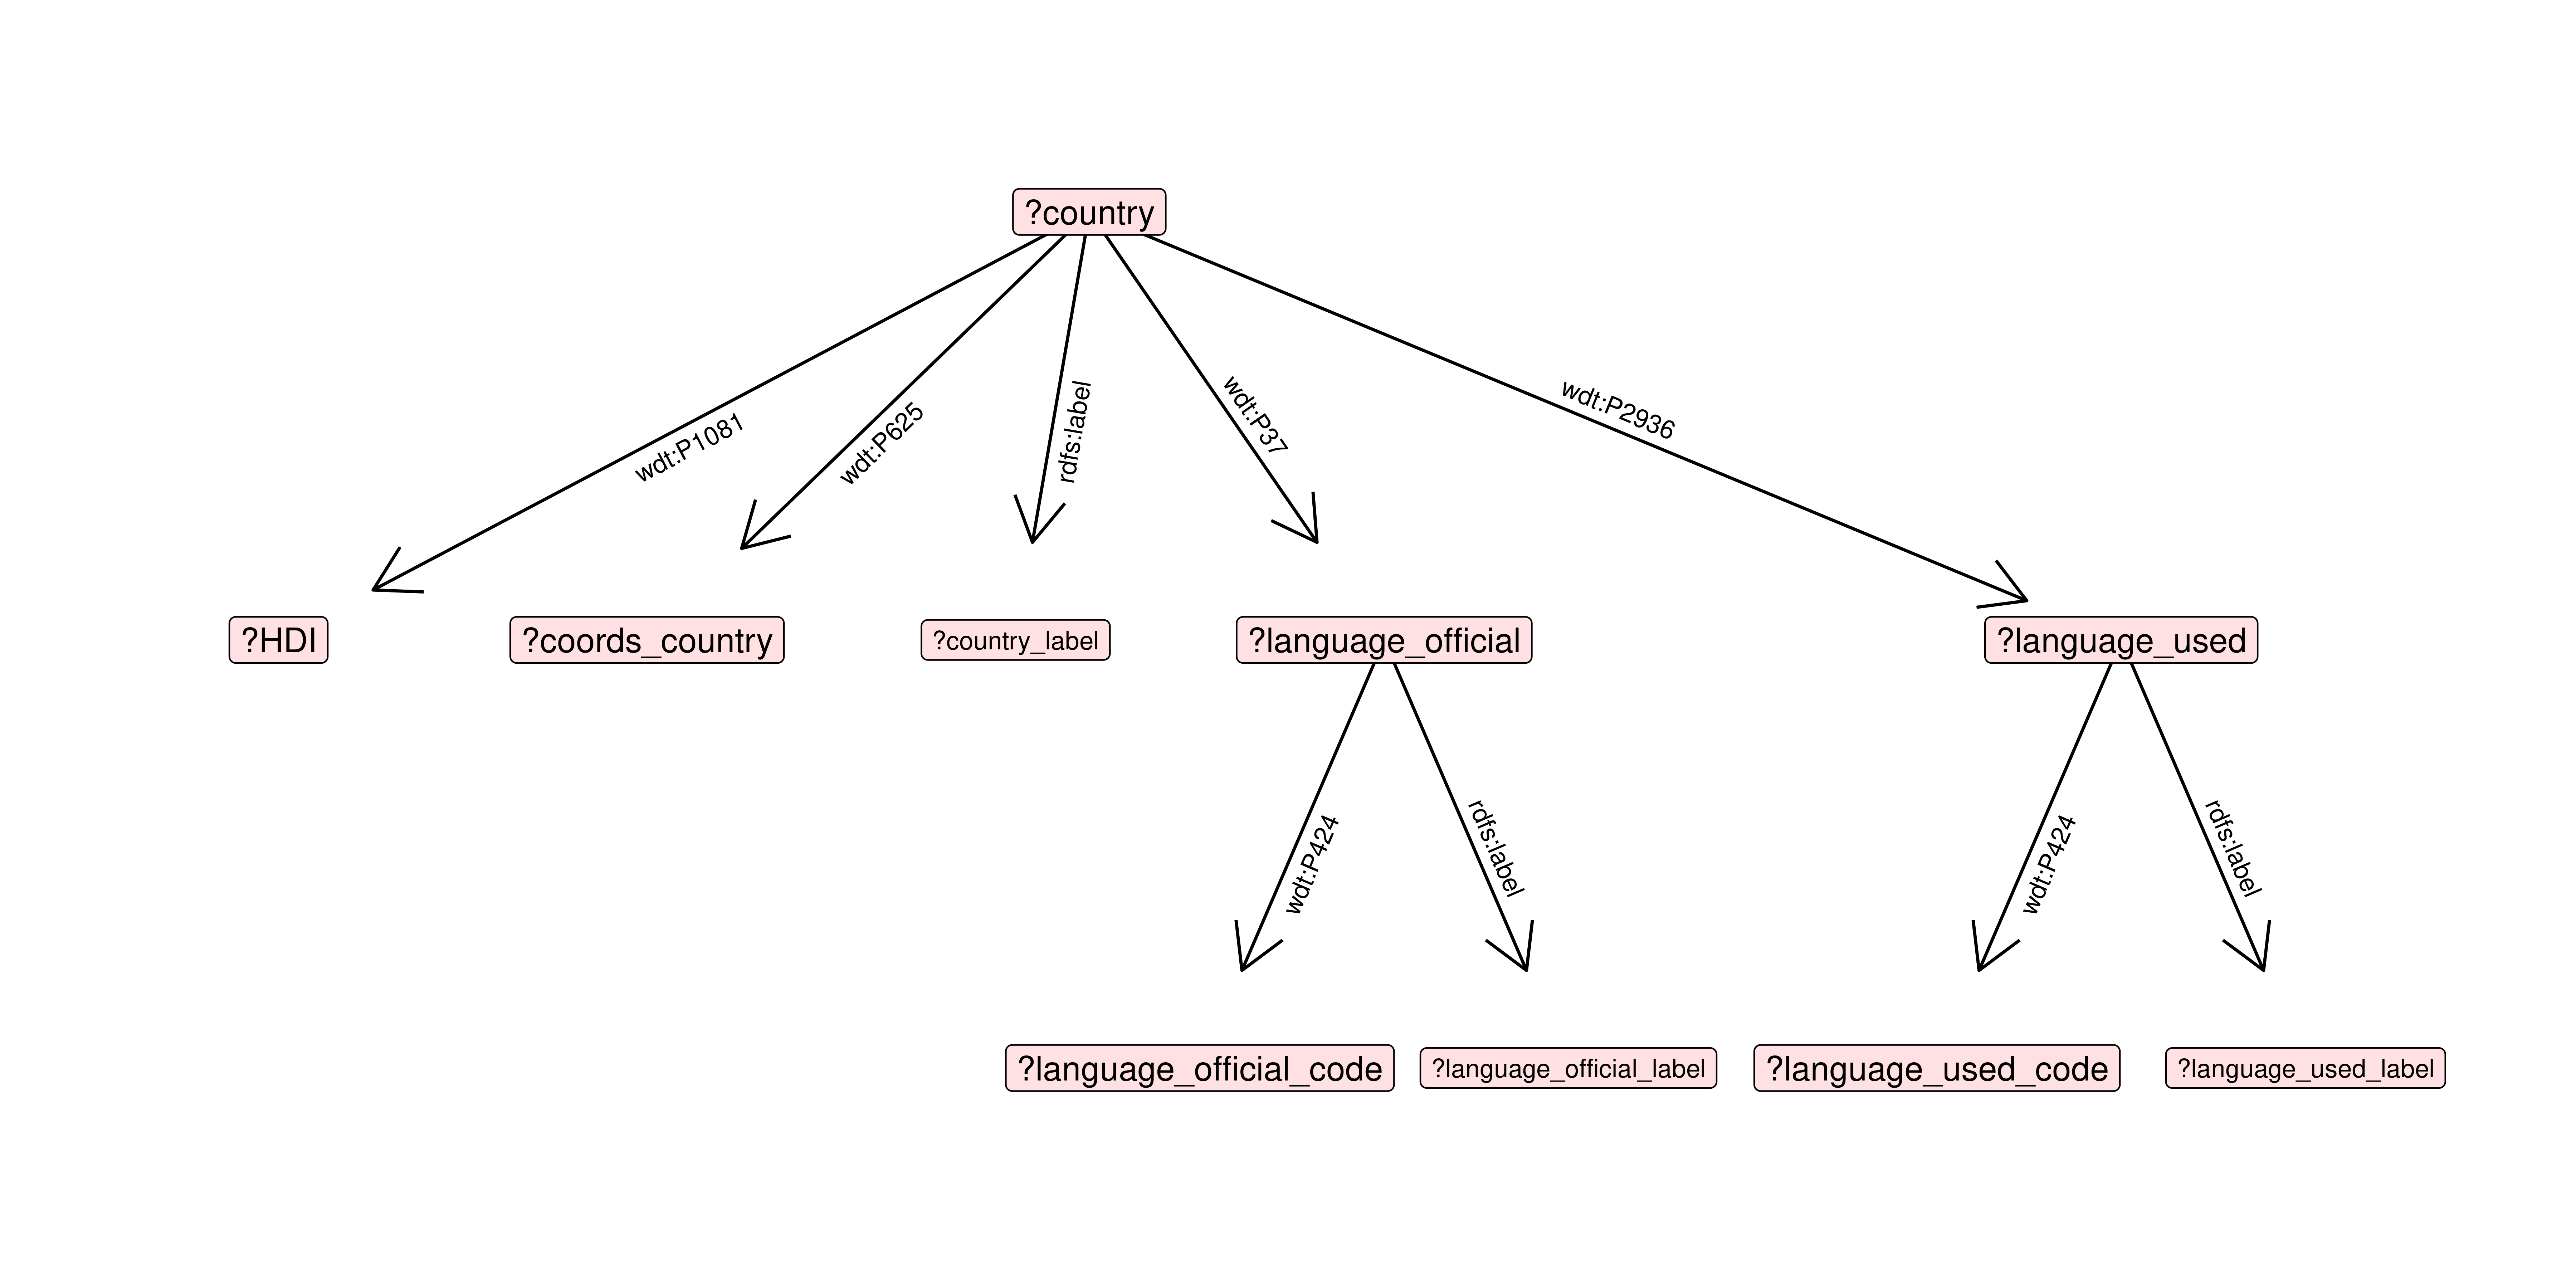 ?country
wdt:P1081
wdt:P625
rdfs:label
wdt:P37
wdt:P2936
?HDI
?coords_country
?country_label
?language_official
?language_used
wdt:P424
rdfs:label
wdt:P424
rdfs:label
?language_official_code
?language_official_label
?language_used_code
?language_used_label